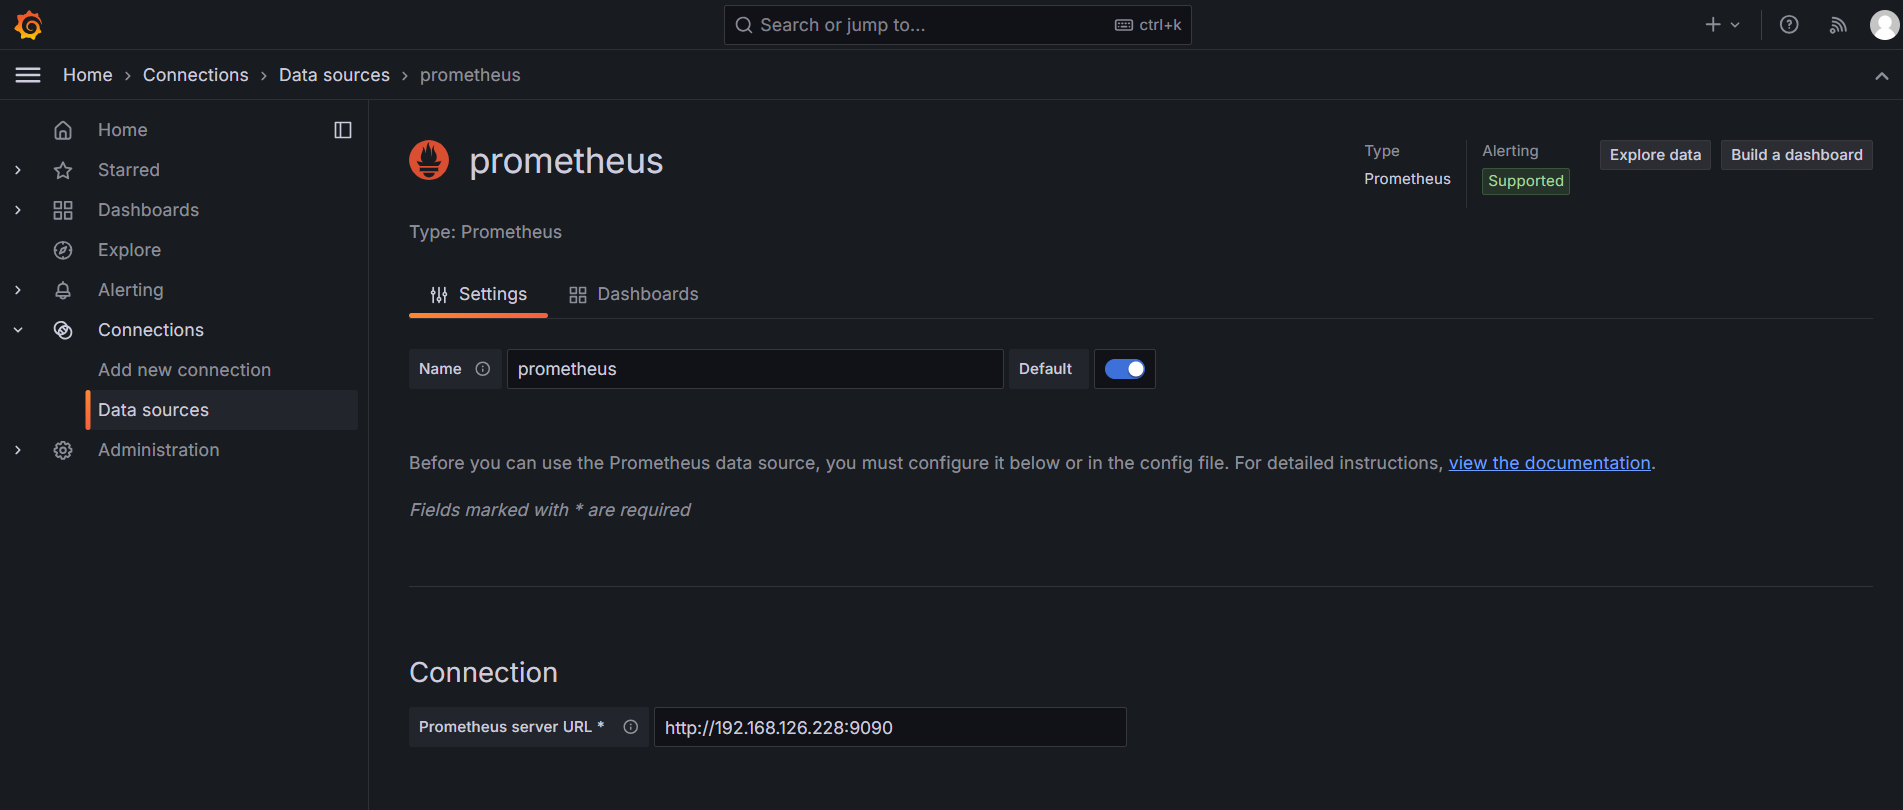 Search or jump to...
ctrl+k
Home › Connections › Data sources › prometheus
Home
Starred
Dashboards
Explore
Alerting
Connections
Add new connection
Data sources
Administration
prometheus
Type
Prometheus
Alerting
Supported
Explore data
Build a dashboard
Type: Prometheus
Settings
Dashboards
Name
prometheus
Default
Before you can use the Prometheus data source, you must configure it below or in the config file. For detailed instructions, view the documentation.
Fields marked with * are required
Connection
Prometheus server URL *
http://192.168.126.228:9090